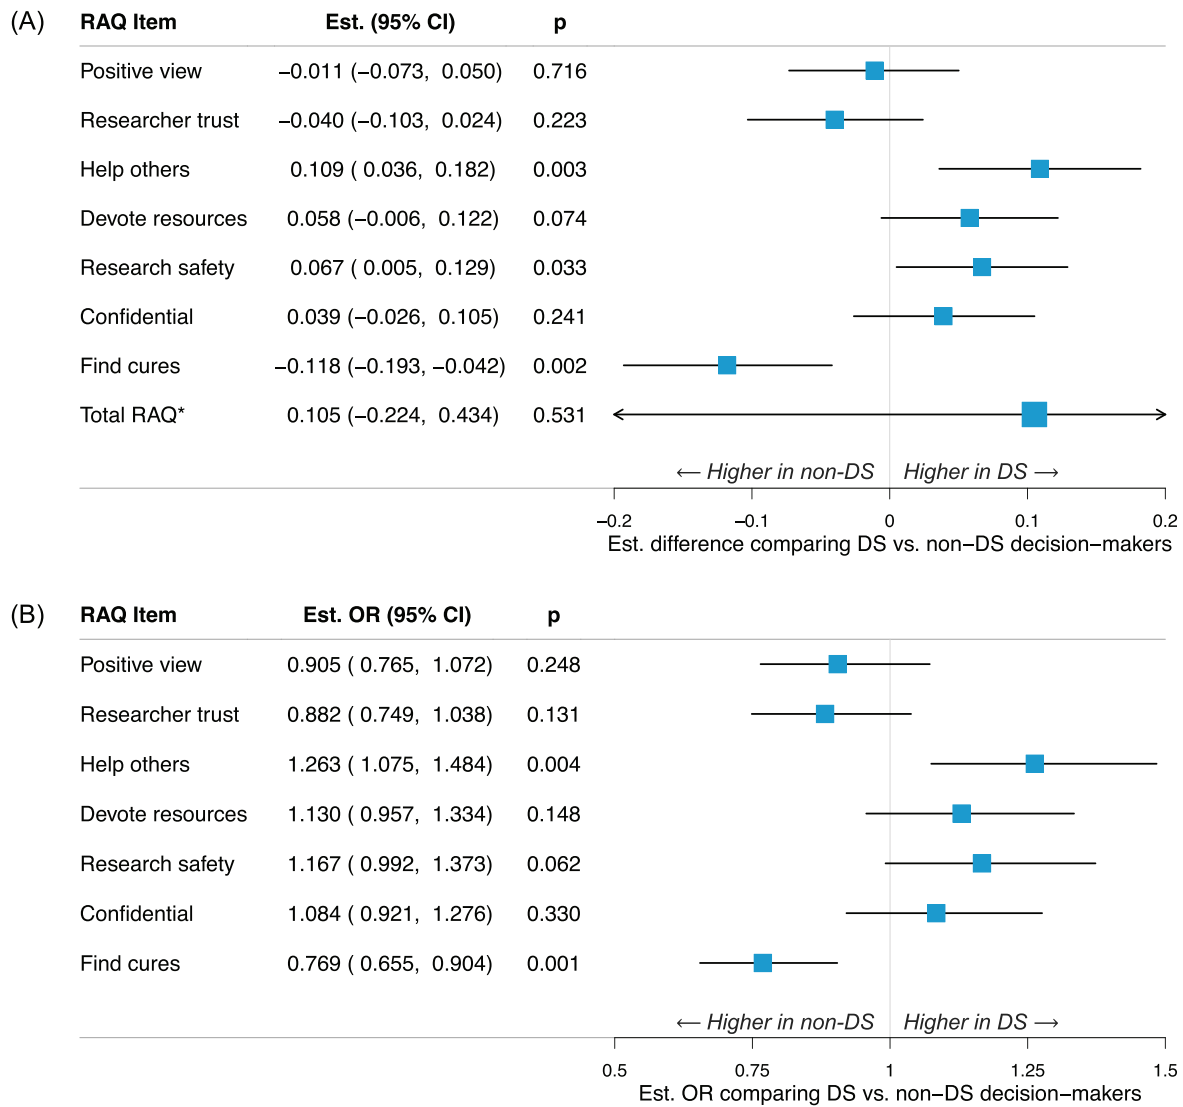 (A) RAQ Item Est. (95% CI) p
Positive view −0.011 (−0.073, 0.050) 0.716
Researcher trust −0.040 (−0.103, 0.024) 0.223
Help others 0.109 ( 0.036, 0.182) 0.003
Devote resources 0.058 (−0.006, 0.122) 0.074
Research safety 0.067 ( 0.005, 0.129) 0.033
Confidential 0.039 (−0.026, 0.105) 0.241
Find cures −0.118 (−0.193, −0.042) 0.002
Total RAQ* 0.105 (−0.224, 0.434) 0.531
← Higher in non-DS Higher in DS →
−0.2 −0.1 0 0.1 0.2
Est. difference comparing DS vs. non−DS decision−makers
(B) RAQ Item Est. OR (95% CI) p
Positive view 0.905 ( 0.765, 1.072) 0.248
Researcher trust 0.882 ( 0.749, 1.038) 0.131
Help others 1.263 ( 1.075, 1.484) 0.004
Devote resources 1.130 ( 0.957, 1.334) 0.148
Research safety 1.167 ( 0.992, 1.373) 0.062
Confidential 1.084 ( 0.921, 1.276) 0.330
Find cures 0.769 ( 0.655, 0.904) 0.001
← Higher in non-DS Higher in DS →
0.5 0.75 1 1.25 1.5
Est. OR comparing DS vs. non−DS decision−makers